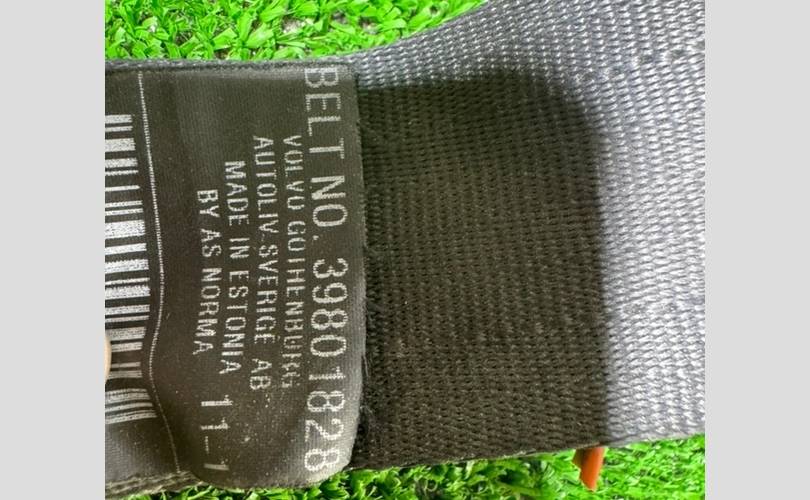 BELT NO. 39801828
VOLVO GOTHENBURG
AUTOLIV-SVERIGE AB
MADE IN ESTONIA
BY AS NORMA 11-1